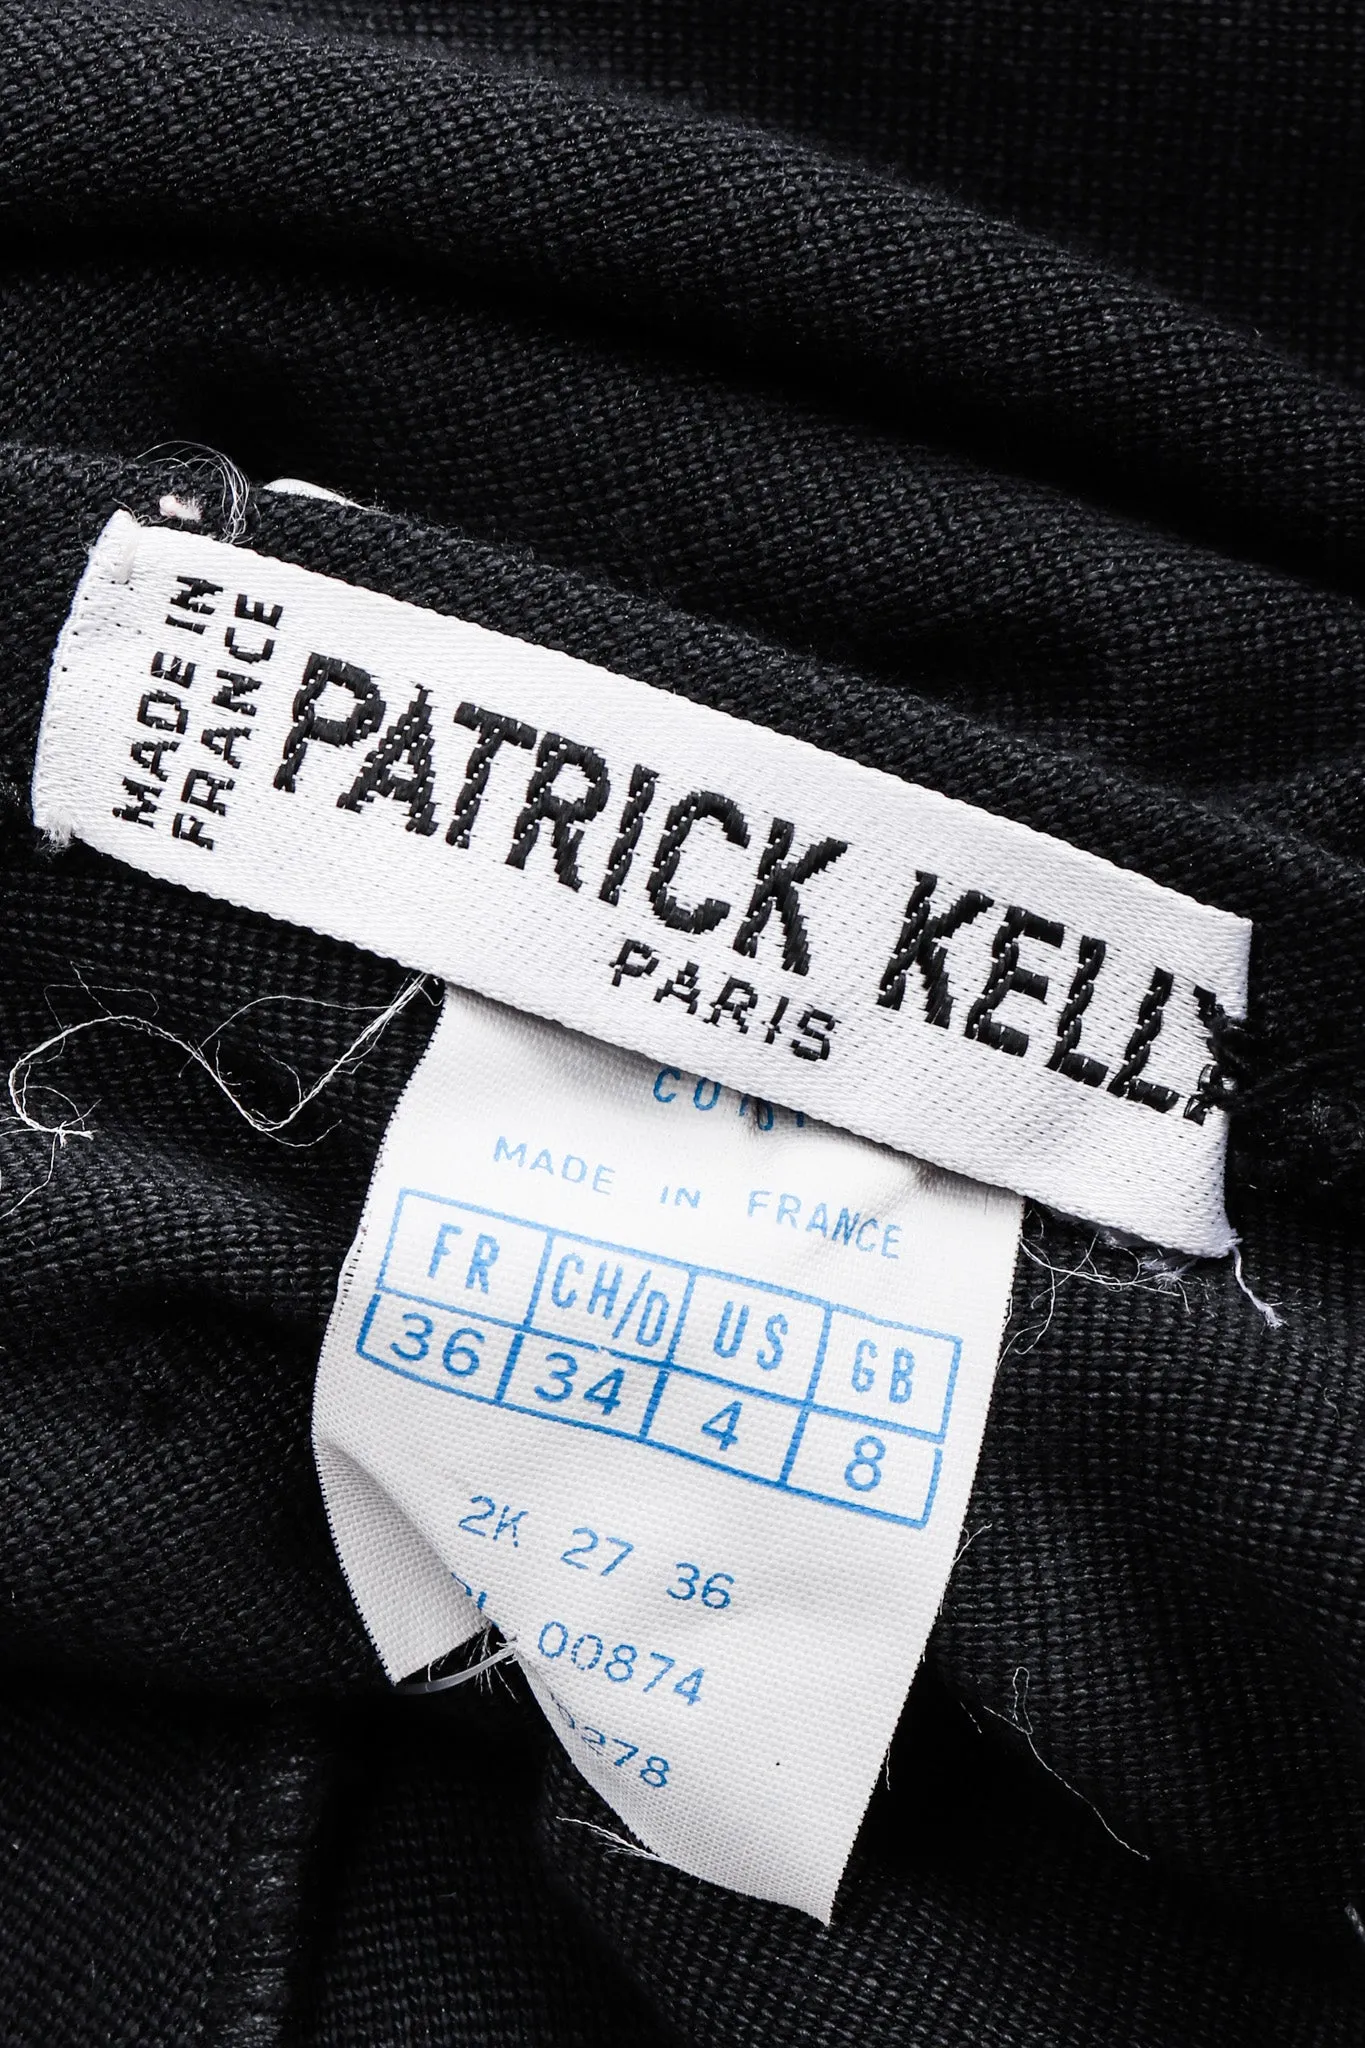 MADE IN
FRANCE
PATRICK KELLY
PARIS
MADE IN FRANCE
FR CH/D US GB
36 34 4 8
2K 27 36
00874